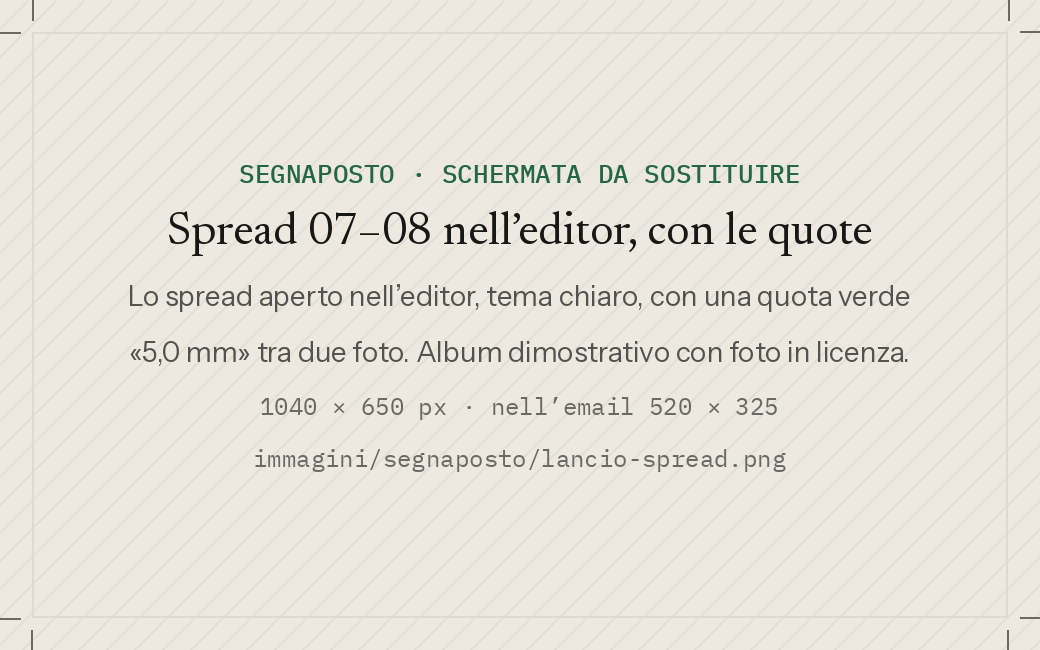 SEGNAPOSTO · SCHERMATA DA SOSTITUIRE
Spread 07–08 nell’editor, con le quote
Lo spread aperto nell’editor, tema chiaro, con una quota verde
«5,0 mm» tra due foto. Album dimostrativo con foto in licenza.
1040 × 650 px · nell’email 520 × 325
immagini/segnaposto/lancio-spread.png